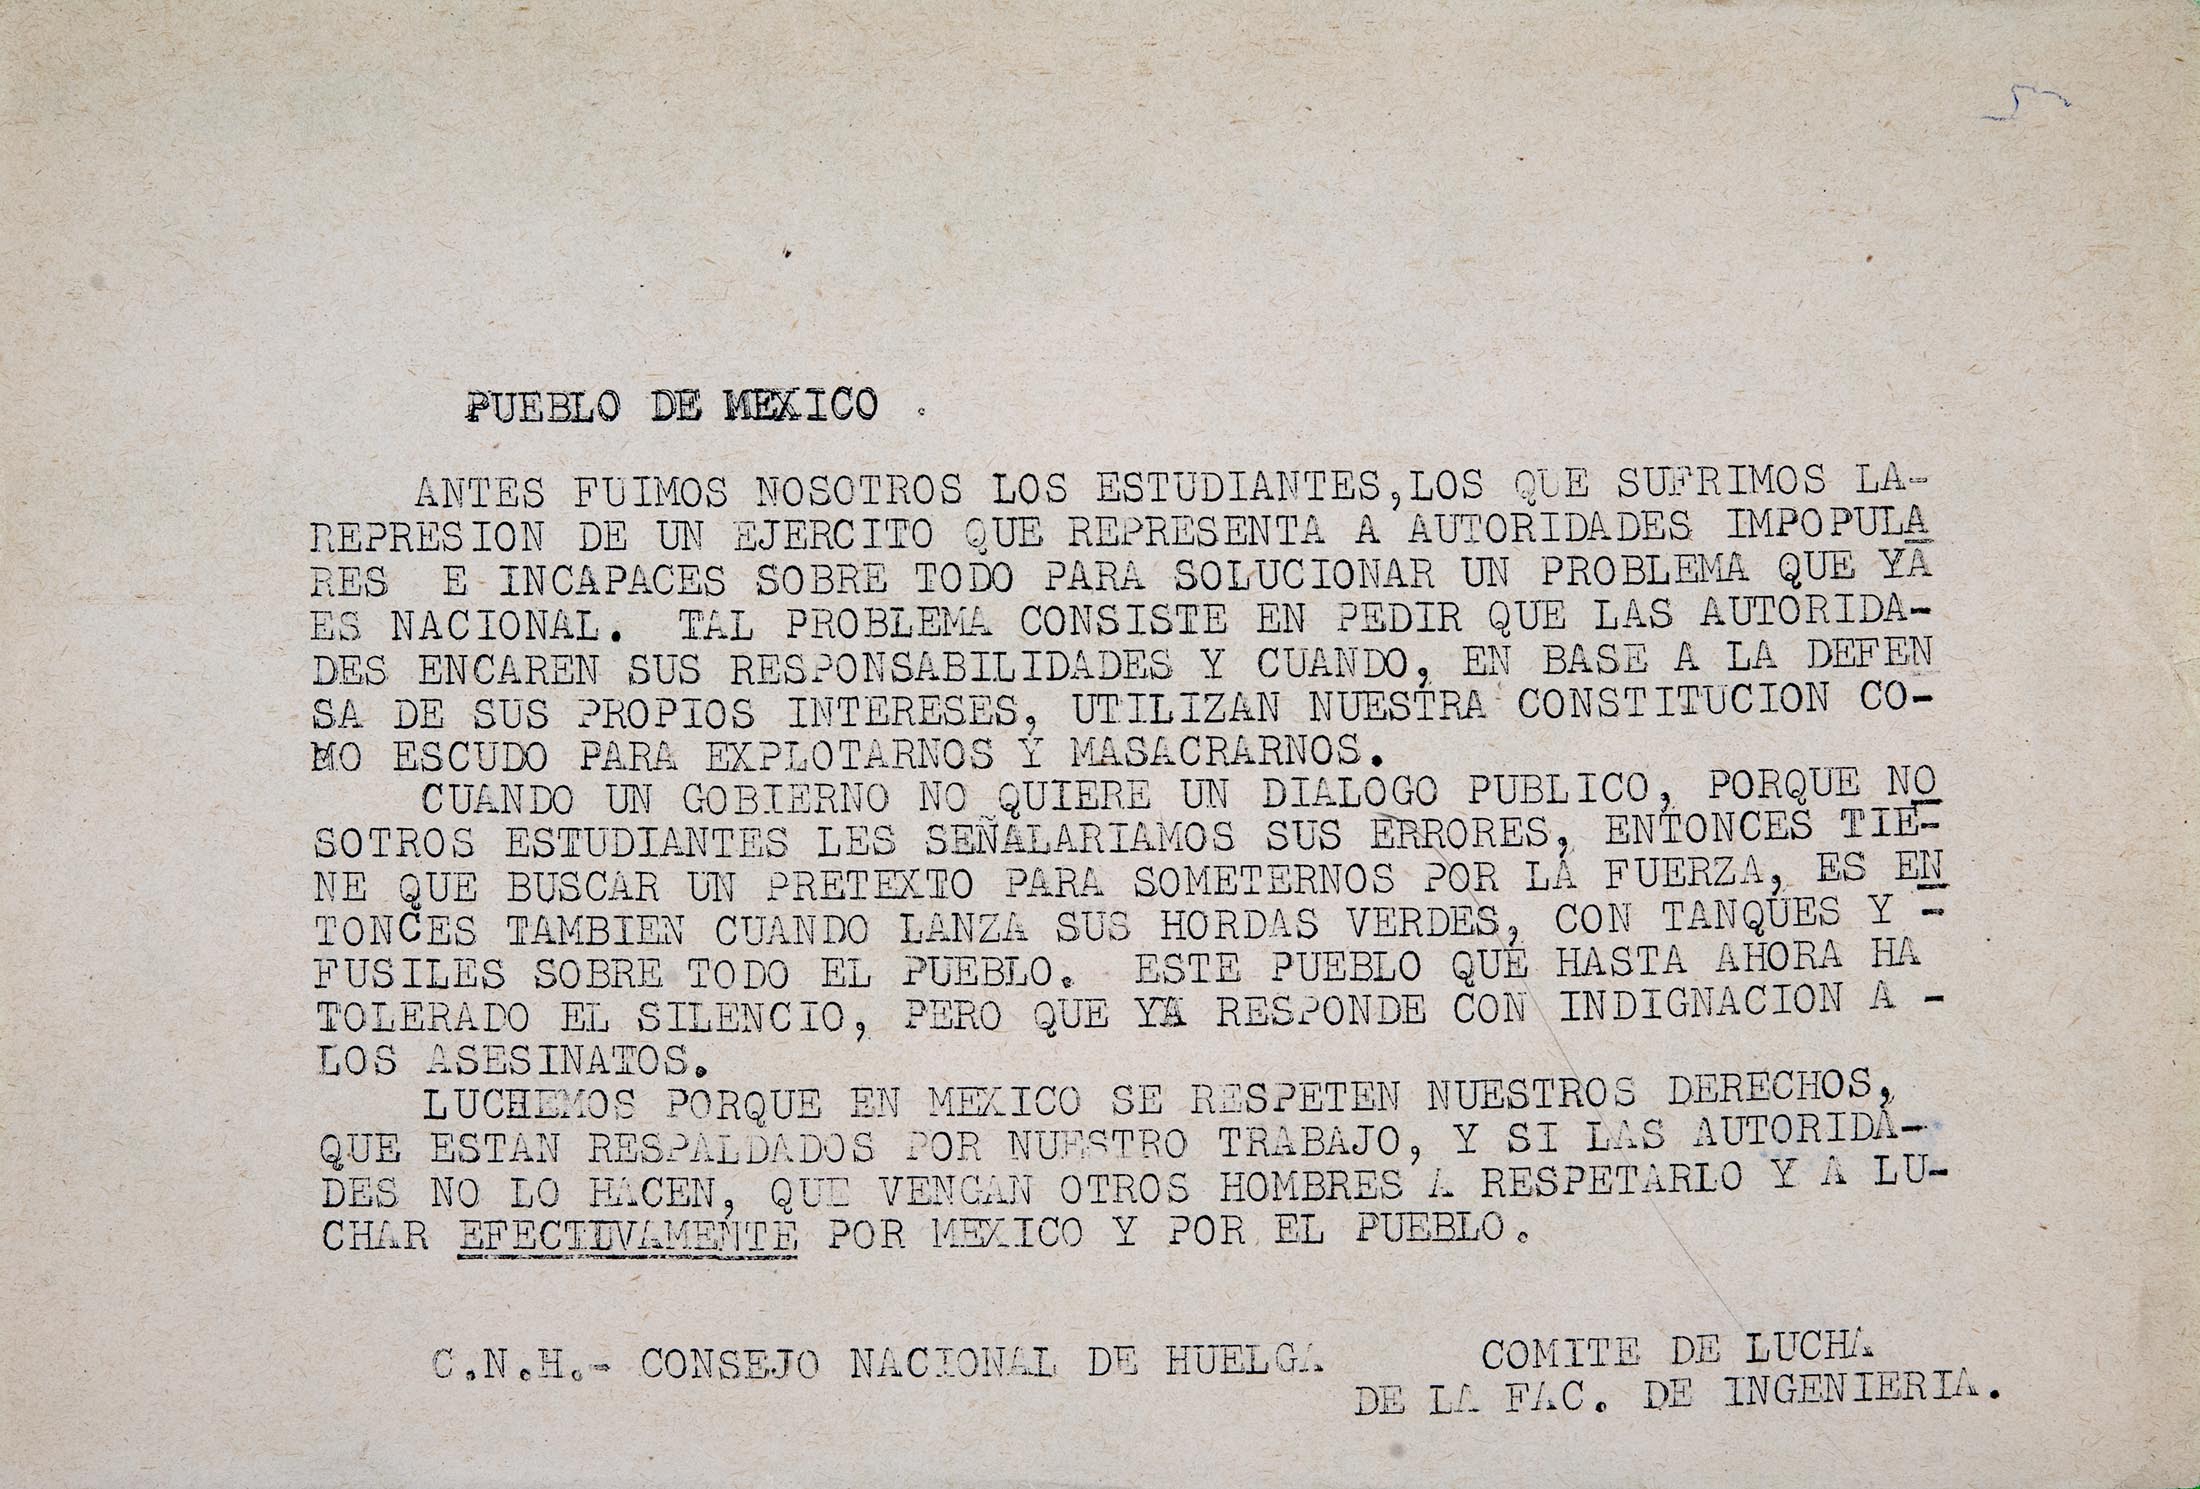 PUEBLO DE MEXICO .
ANTES FUIMOS NOSOTROS LOS ESTUDIANTES,LOS QUE SUFRIMOS LA-
REPRESION DE UN EJERCITO QUE REPRESENTA A AUTORIDADES IMPOPULA
RES E INCAPACES SOBRE TODO PARA SOLUCIONAR UN PROBLEMA QUE YA
ES NACIONAL. TAL PROBLEMA CONSISTE EN PEDIR QUE LAS AUTORIDA-
DES ENCAREN SUS RESPONSABILIDADES Y CUANDO, EN BASE A LA DEFEN
SA DE SUS PROPIOS INTERESES, UTILIZAN NUESTRA CONSTITUCION CO-
MO ESCUDO PARA EXPLOTARNOS Y MASACRARNOS.
CUANDO UN GOBIERNO NO QUIERE UN DIALOGO PUBLICO, PORQUE NO
SOTROS ESTUDIANTES LES SEÑALARIAMOS SUS ERRORES, ENTONCES TIE-
NE QUE BUSCAR UN PRETEXTO PARA SOMETERNOS POR LA FUERZA, ES EN
TONCES TAMBIEN CUANDO LANZA SUS HORDAS VERDES, CON TANQUES Y -
FUSILES SOBRE TODO EL PUEBLO. ESTE PUEBLO QUE HASTA AHORA HA
TOLERADO EL SILENCIO, PERO QUE YA RESPONDE CON INDIGNACION A -
LOS ASESINATOS.
LUCHEMOS PORQUE EN MEXICO SE RESPETEN NUESTROS DERECHOS,
QUE ESTAN RESPALDADOS POR NUESTRO TRABAJO, Y SI LAS AUTORIDA-
DES NO LO HACEN, QUE VENGAN OTROS HOMBRES A RESPETARLO Y A LU-
CHAR EFECTIVAMENTE POR MEXICO Y POR EL PUEBLO.
C.N.H.- CONSEJO NACIONAL DE HUELGA
COMITE DE LUCHA
DE LA FAC. DE INGENIERIA.